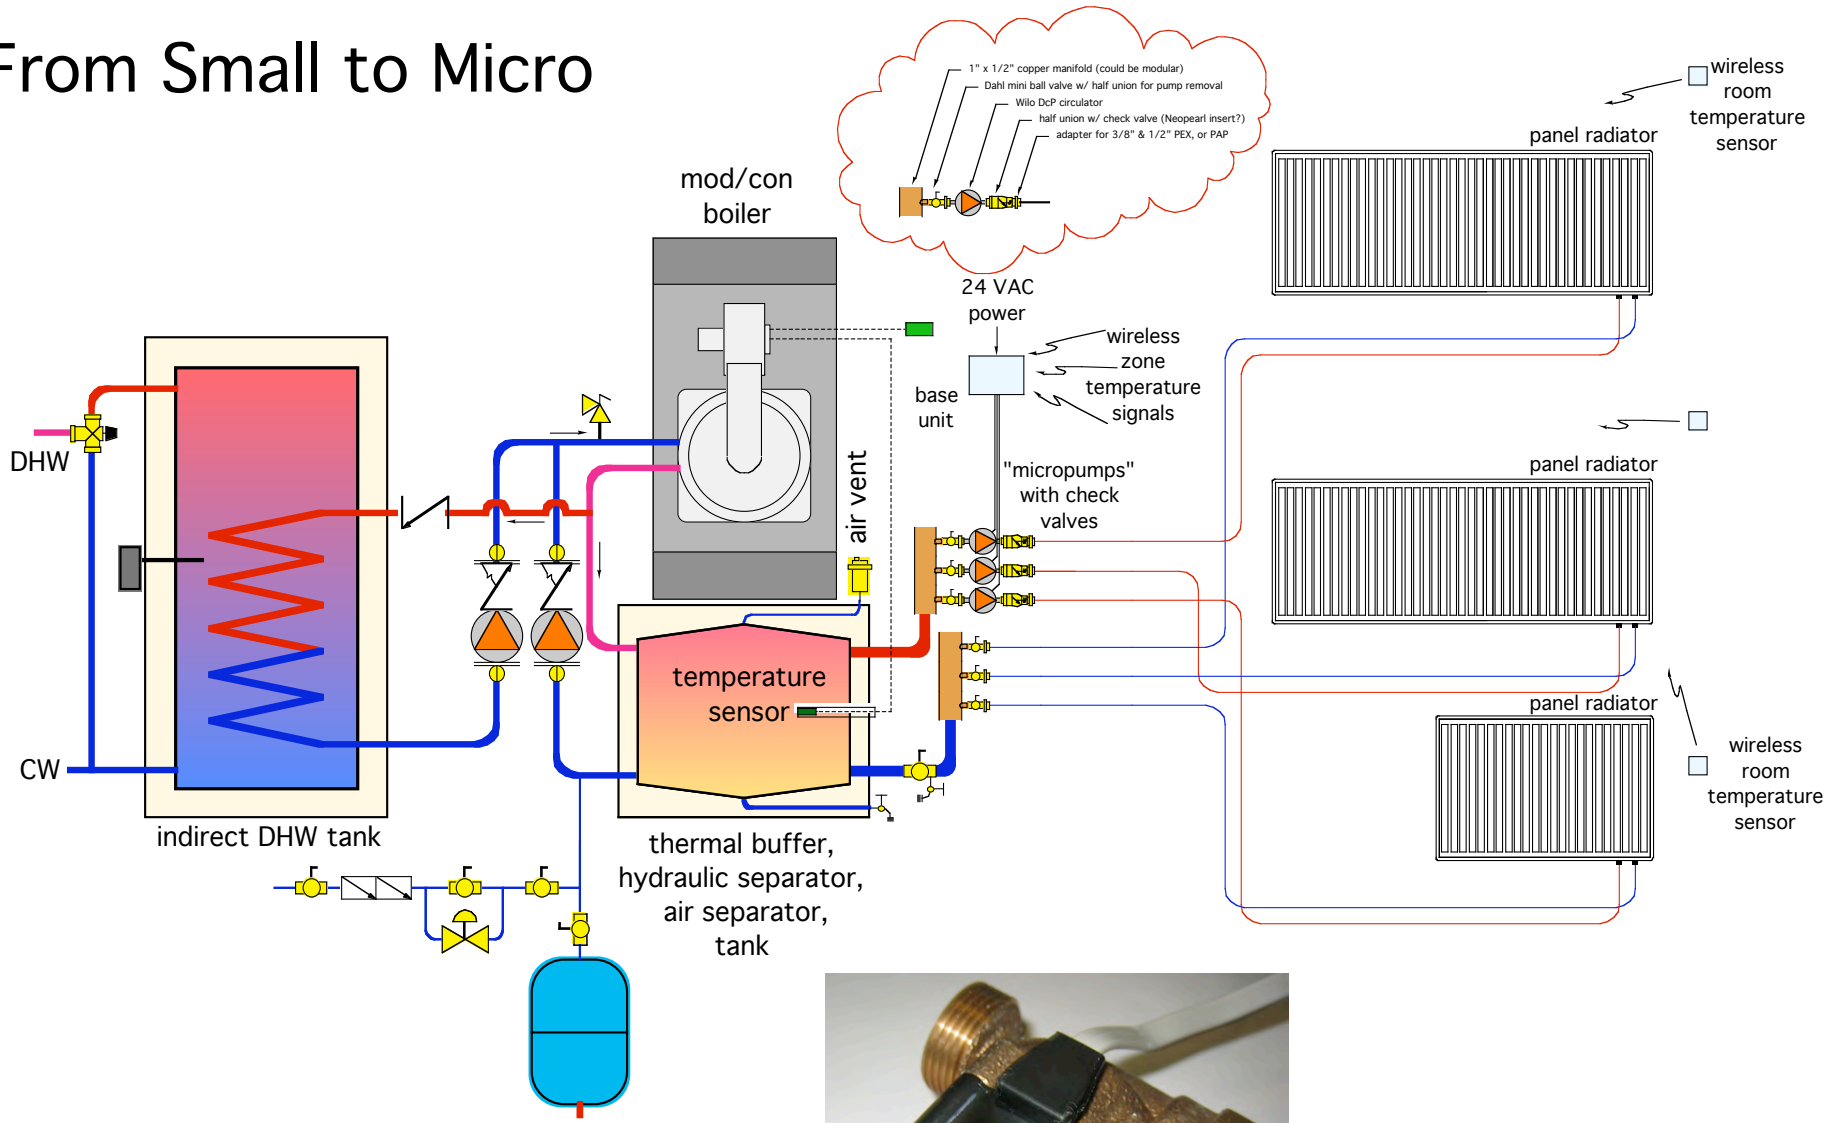 From Small to Micro
1" x 1/2" copper manifold (could be modular)
Dahl mini ball valve w/ half union for pump removal
Wilo DcP circulator
half union w/ check valve (Neopearl insert?)
adapter for 3/8" & 1/2" PEX, or PAP
wireless
room
temperature
sensor
panel radiator
mod/con
boiler
24 VAC
power
wireless
zone
temperature
signals
base
unit
DHW
air vent
"micropumps"
with check
valves
panel radiator
temperature
sensor
panel radiator
wireless
room
temperature
sensor
CW
indirect DHW tank
thermal buffer,
hydraulic separator,
air separator,
tank